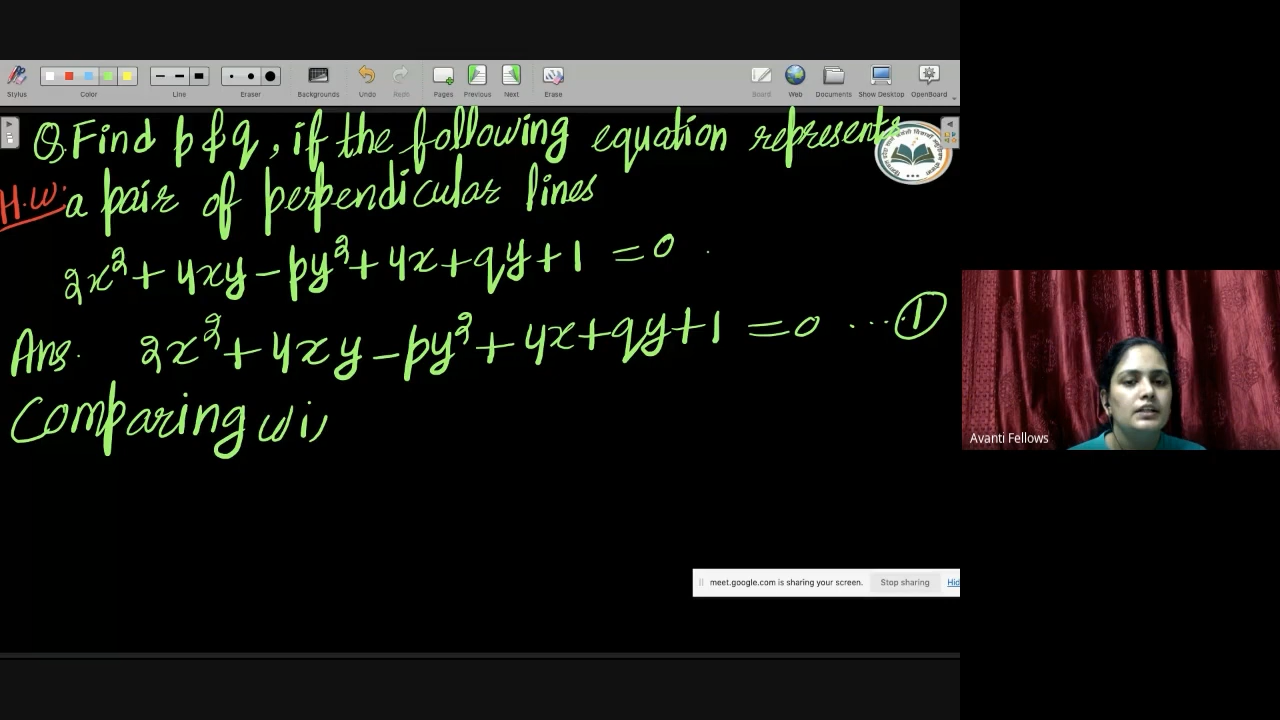 Stylus
Color
Line
Eraser
Backgrounds
Undo
Redo
Pages
Previous
Next
Erase
Board
Web
Documents
Show Desktop
OpenBoard
Q. Find p & q, if the following equation represents
H.W. a pair of perpendicular lines
2x² + 4xy – py² + 4x + qy + 1 = 0
Ans. 2x² + 4xy – py² + 4x + qy + 1 = 0 ... ①
Comparing wi
Avanti Fellows
meet.google.com is sharing your screen. Stop sharing Hid